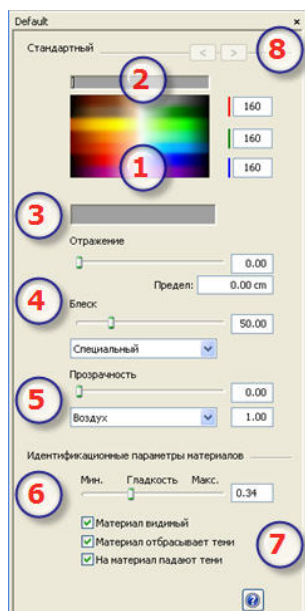 Default
×
Стандартный
<
>
8
2
160
160
160
1
3
Отражение
0.00
Предел:
0.00 cm
4
Блеск
50.00
Специальный
Прозрачность
0.00
5
Воздух
1.00
Идентификационные параметры материалов
6
Мин. Гладкость Макс.
0.34
Материал видимый
Материал отбрасывает тени
7
На материал падают тени
?